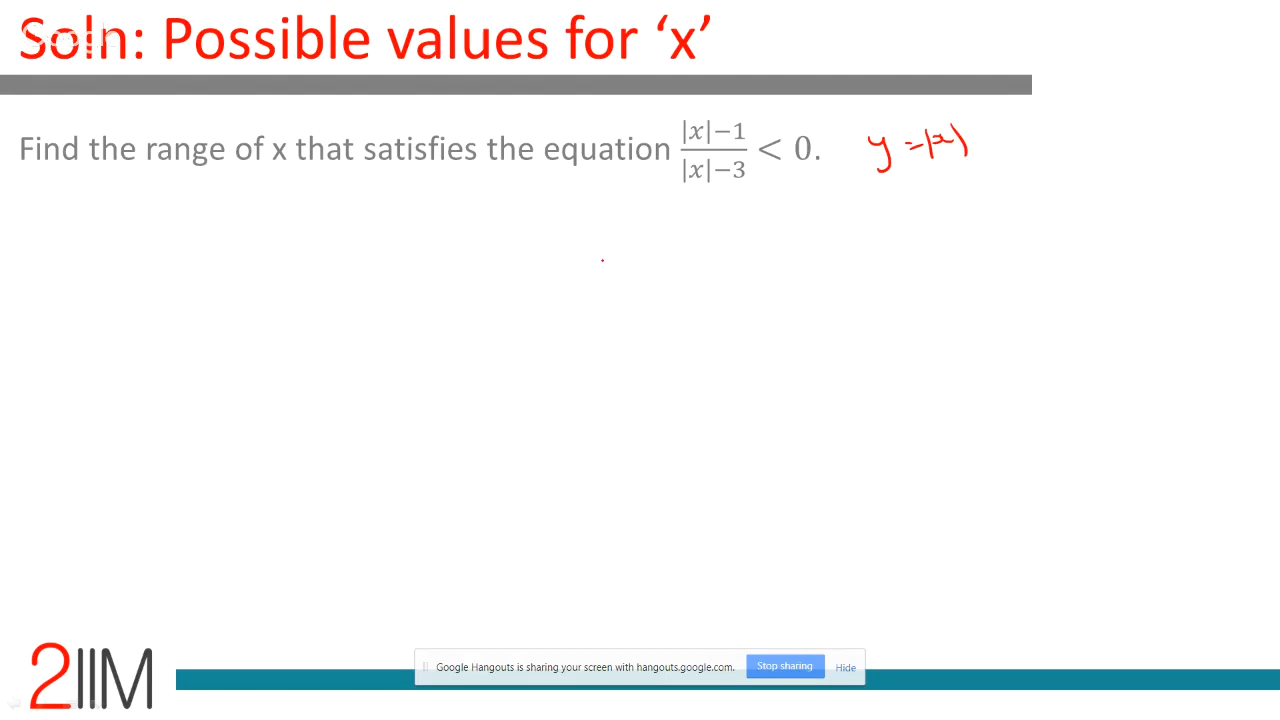 Soln: Possible values for ‘x’
Google
Find the range of x that satisfies the equation (|x|−1)/(|x|−3) < 0. y = |x|
2IIM
Google Hangouts is sharing your screen with hangouts.google.com. Stop sharing Hide